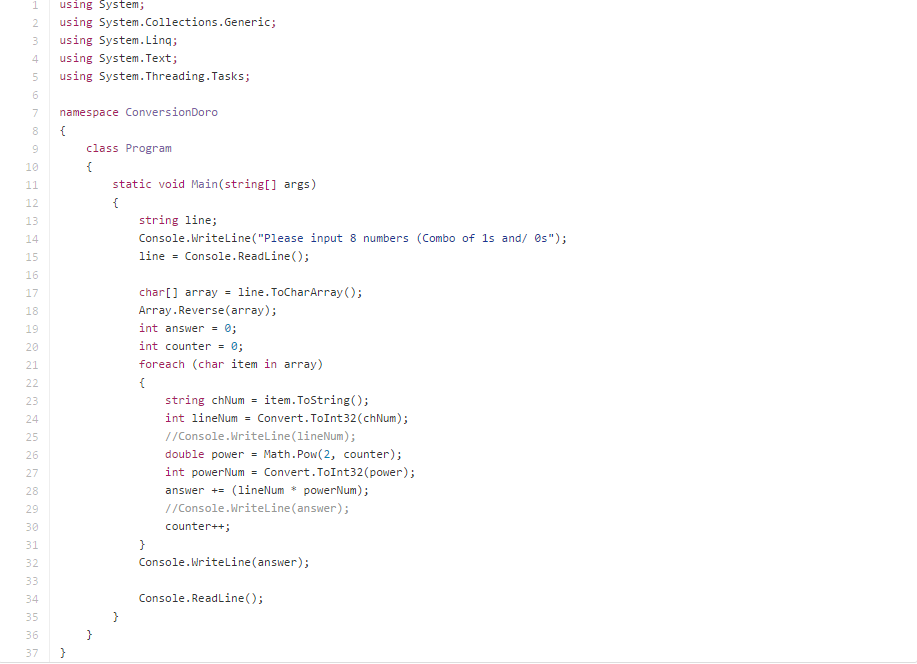 1 using System;
2 using System.Collections.Generic;
3 using System.Linq;
4 using System.Text;
5 using System.Threading.Tasks;
6
7 namespace ConversionDoro
8 {
9 class Program
10 {
11 static void Main(string[] args)
12 {
13 string line;
14 Console.WriteLine("Please input 8 numbers (Combo of 1s and/ 0s");
15 line = Console.ReadLine();
16
17 char[] array = line.ToCharArray();
18 Array.Reverse(array);
19 int answer = 0;
20 int counter = 0;
21 foreach (char item in array)
22 {
23 string chNum = item.ToString();
24 int lineNum = Convert.ToInt32(chNum);
25 //Console.WriteLine(lineNum);
26 double power = Math.Pow(2, counter);
27 int powerNum = Convert.ToInt32(power);
28 answer += (lineNum * powerNum);
29 //Console.WriteLine(answer);
30 counter++;
31 }
32 Console.WriteLine(answer);
33
34 Console.ReadLine();
35 }
36 }
37 }